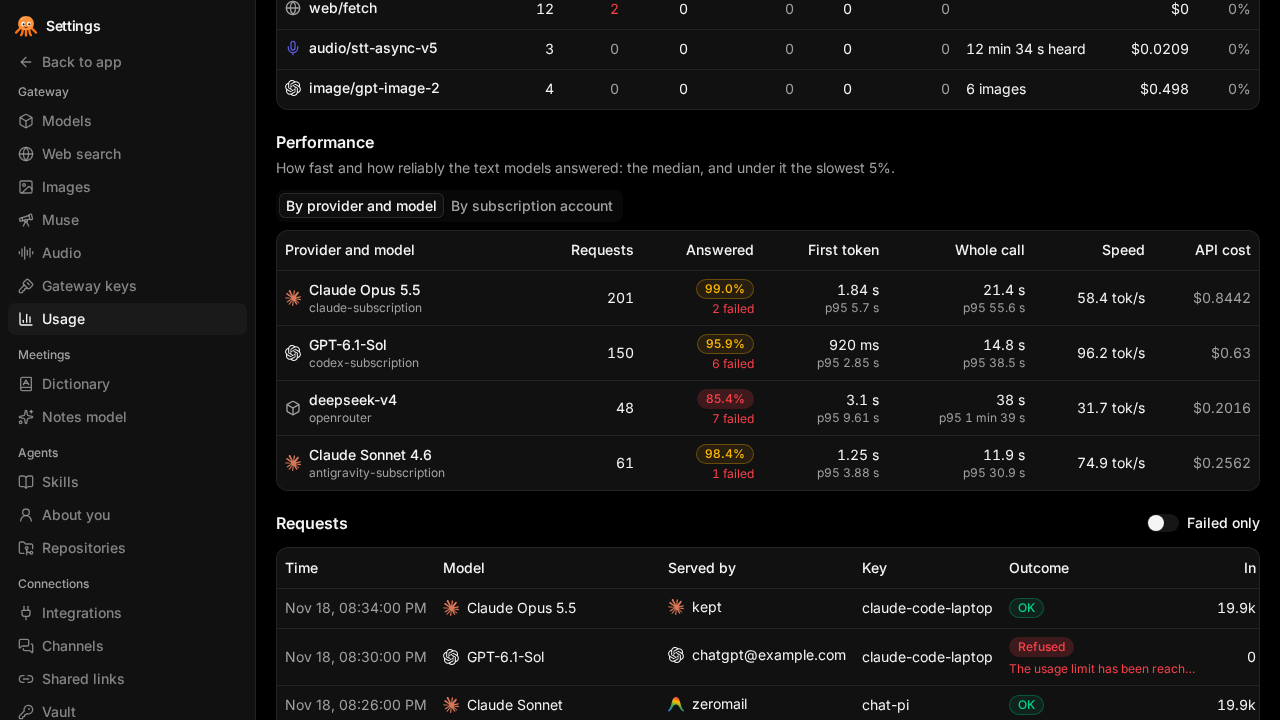 Settings
Back to app
Gateway
Models
Web search
Images
Muse
Audio
Gateway keys
Usage
Meetings
Dictionary
Notes model
Agents
Skills
About you
Repositories
Connections
Integrations
Channels
Shared links
Vault
web/fetch 12 2 0 0 0 0 $0 0%
audio/stt-async-v5 3 0 0 0 0 0 12 min 34 s heard $0.0209 0%
image/gpt-image-2 4 0 0 0 0 0 6 images $0.498 0%
Performance
How fast and how reliably the text models answered: the median, and under it the slowest 5%.
By provider and model By subscription account
Provider and model Requests Answered First token Whole call Speed API cost
Claude Opus 5.5 201 99.0% 1.84 s 21.4 s 58.4 tok/s $0.8442
claude-subscription 2 failed p95 5.7 s p95 55.6 s
GPT-6.1-Sol 150 95.9% 920 ms 14.8 s 96.2 tok/s $0.63
codex-subscription 6 failed p95 2.85 s p95 38.5 s
deepseek-v4 48 85.4% 3.1 s 38 s 31.7 tok/s $0.2016
openrouter 7 failed p95 9.61 s p95 1 min 39 s
Claude Sonnet 4.6 61 98.4% 1.25 s 11.9 s 74.9 tok/s $0.2562
antigravity-subscription 1 failed p95 3.88 s p95 30.9 s
Requests Failed only
Time Model Served by Key Outcome In
Nov 18, 08:34:00 PM Claude Opus 5.5 kept claude-code-laptop OK 19.9k
Nov 18, 08:30:00 PM GPT-6.1-Sol chatgpt@example.com claude-code-laptop Refused 0
The usage limit has been reach...
Nov 18, 08:26:00 PM Claude Sonnet zeromail chat-pi OK 19.9k